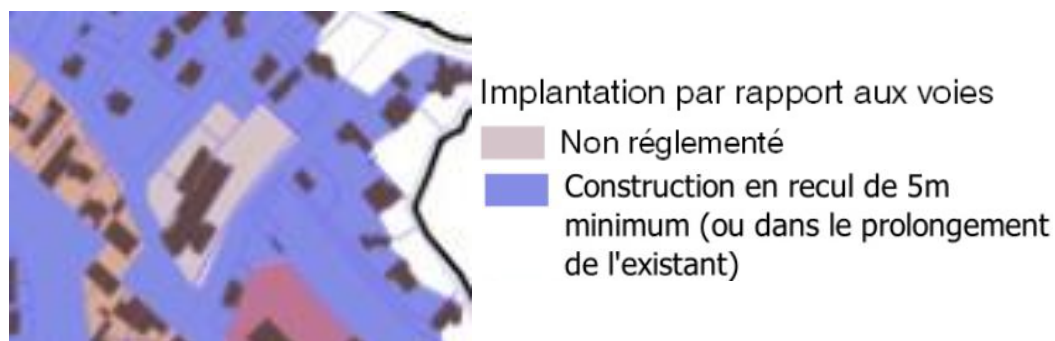 Implantation par rapport aux voies
Non réglementé
Construction en recul de 5m
minimum (ou dans le prolongement
de l'existant)